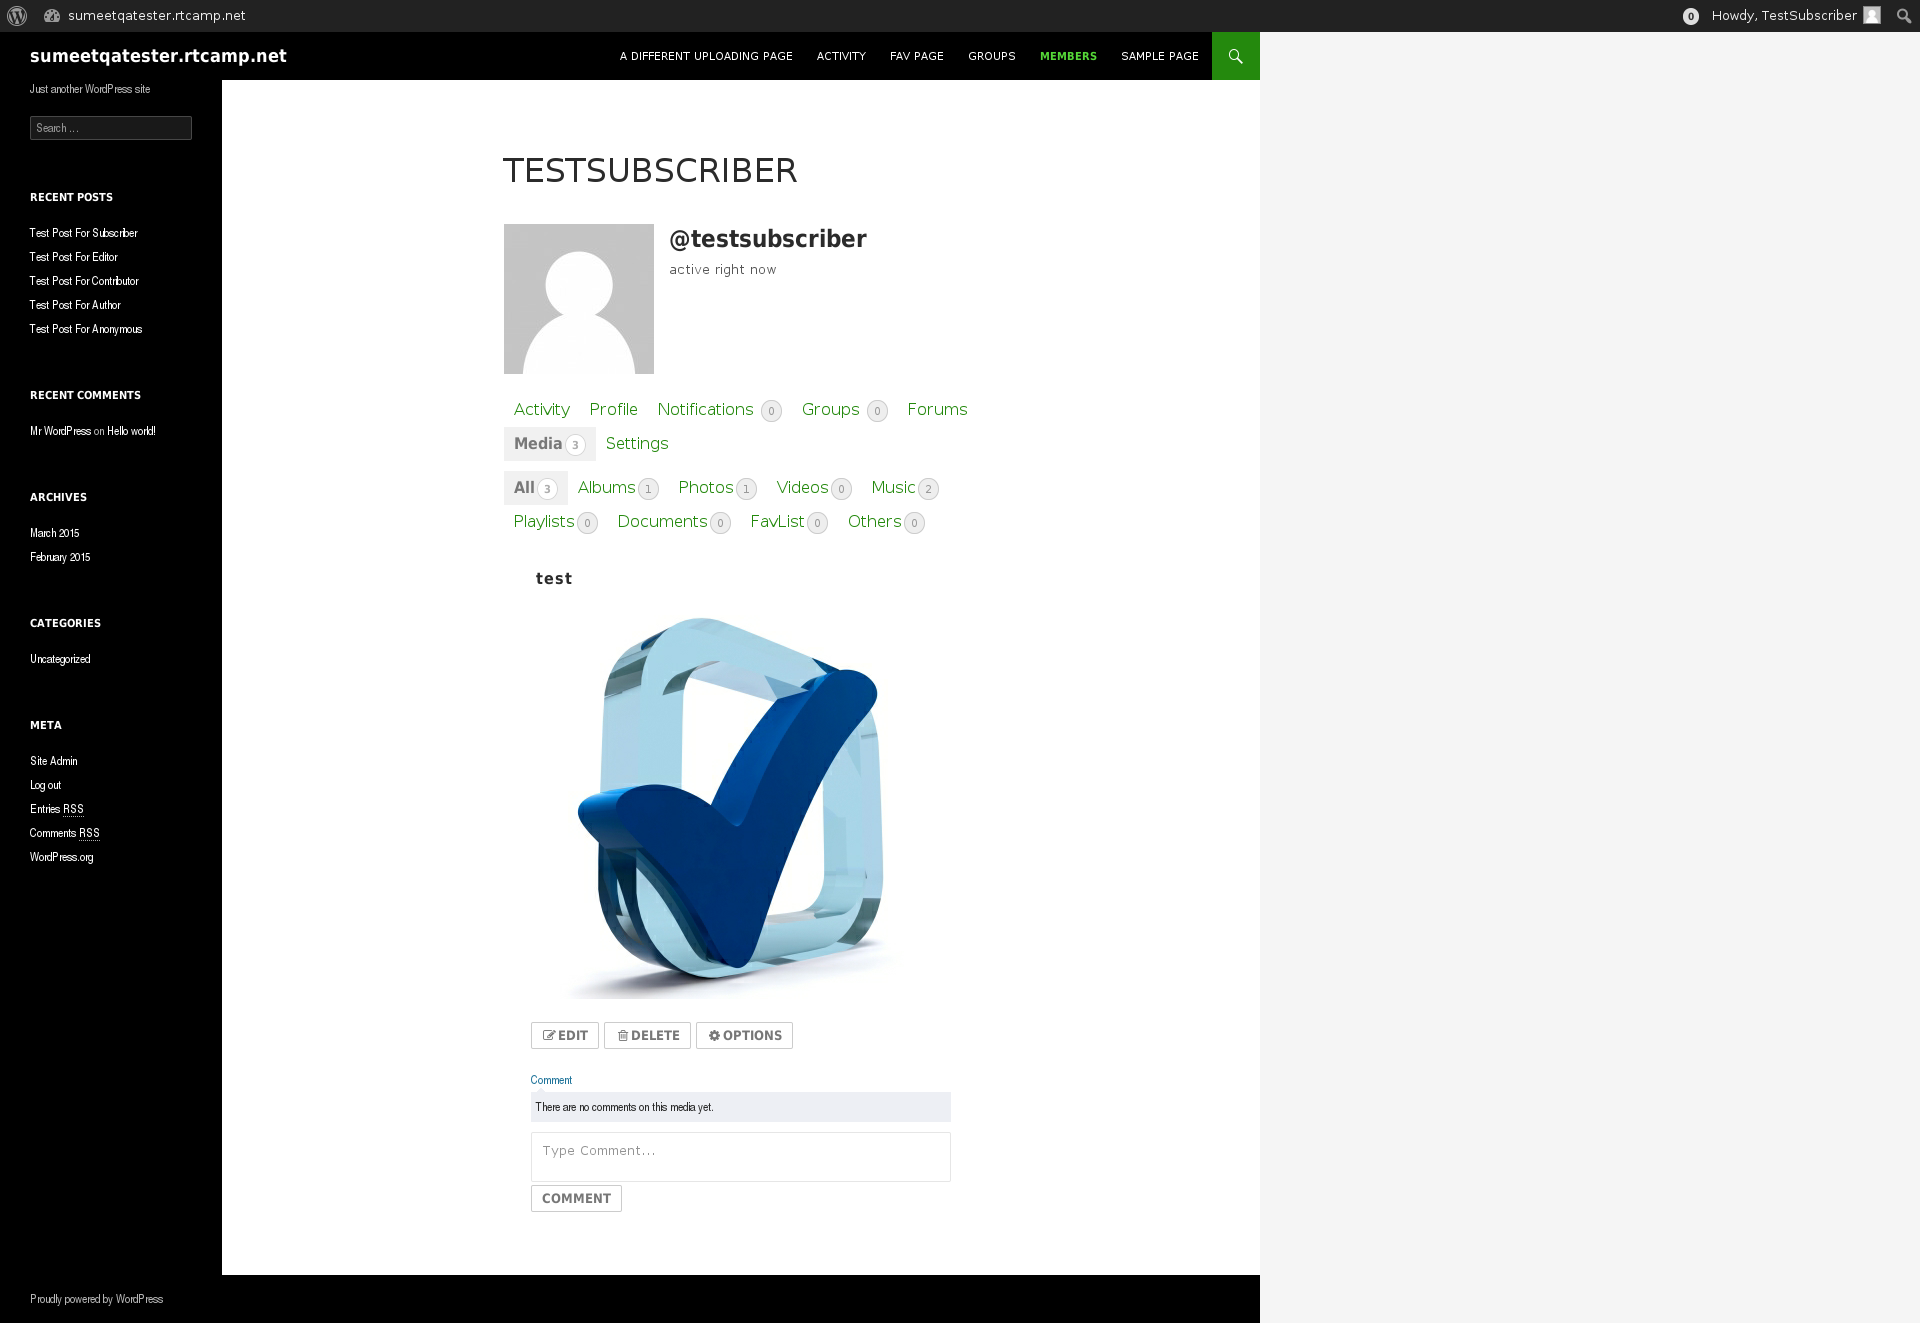 sumeetqatester.rtcamp.net
0 Howdy, TestSubscriber
sumeetqatester.rtcamp.net
A DIFFERENT UPLOADING PAGE ACTIVITY FAV PAGE GROUPS MEMBERS SAMPLE PAGE
Just another WordPress site
Search ...
RECENT POSTS
Test Post For Subscriber
Test Post For Editor
Test Post For Contributor
Test Post For Author
Test Post For Anonymous
RECENT COMMENTS
Mr WordPress on Hello world!
ARCHIVES
March 2015
February 2015
CATEGORIES
Uncategorized
META
Site Admin
Log out
Entries RSS
Comments RSS
WordPress.org
TESTSUBSCRIBER
@testsubscriber
active right now
Activity Profile Notifications 0 Groups 0 Forums
Media 3 Settings
All 3 Albums 1 Photos 1 Videos 0 Music 2
Playlists 0 Documents 0 FavList 0 Others 0
test
EDIT DELETE OPTIONS
Comment
There are no comments on this media yet.
Type Comment...
COMMENT
Proudly powered by WordPress